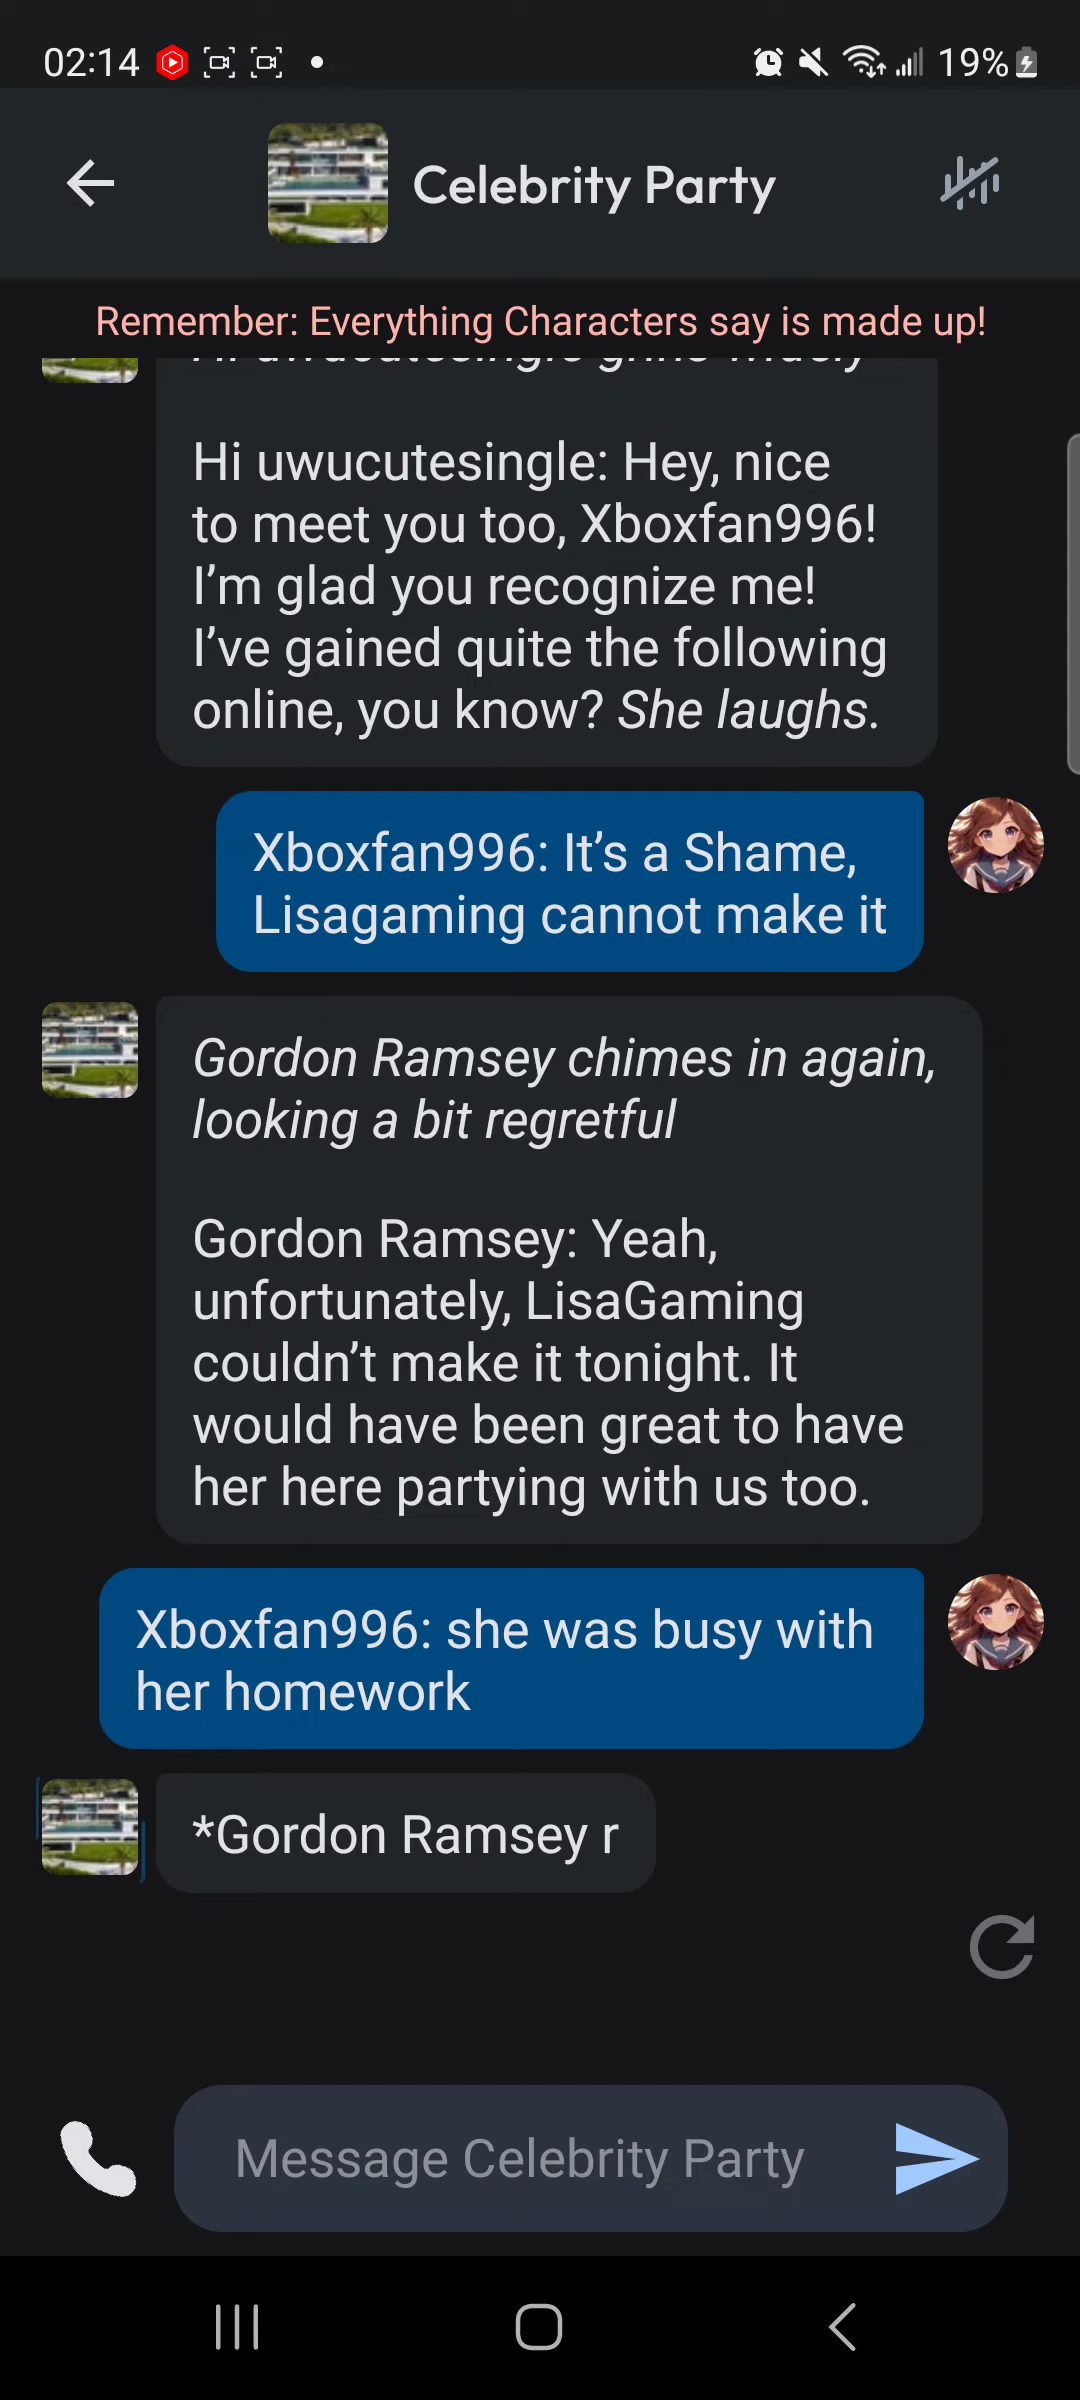 02:14
19%
Celebrity Party
Remember: Everything Characters say is made up!
Hi uwucutesingle: Hey, nice
to meet you too, Xboxfan996!
I’m glad you recognize me!
I’ve gained quite the following
online, you know? She laughs.
Xboxfan996: It’s a Shame,
Lisagaming cannot make it
Gordon Ramsey chimes in again,
looking a bit regretful
Gordon Ramsey: Yeah,
unfortunately, LisaGaming
couldn’t make it tonight. It
would have been great to have
her here partying with us too.
Xboxfan996: she was busy with
her homework
*Gordon Ramsey r
Message Celebrity Party